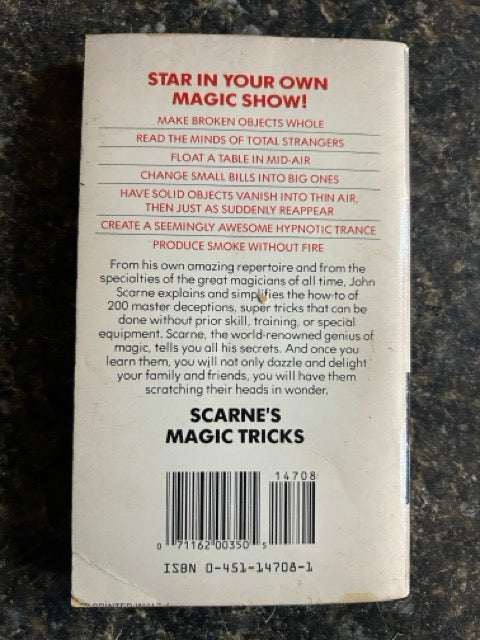 STAR IN YOUR OWN
MAGIC SHOW!
MAKE BROKEN OBJECTS WHOLE
READ THE MINDS OF TOTAL STRANGERS
FLOAT A TABLE IN MID-AIR
CHANGE SMALL BILLS INTO BIG ONES
HAVE SOLID OBJECTS VANISH INTO THIN AIR,
THEN JUST AS SUDDENLY REAPPEAR
CREATE A SEEMINGLY AWESOME HYPNOTIC TRANCE
PRODUCE SMOKE WITHOUT FIRE
From his own amazing repertoire and from the
specialties of the great magicians of all time, John
Scarne explains and simplifies the how-to of
200 master deceptions, super tricks that can be
done without prior skill, training, or special
equipment. Scarne, the world-renowned genius of
magic, tells you all his secrets. And once you
learn them, you will not only dazzle and delight
your family and friends, you will have them
scratching their heads in wonder.
SCARNE'S
MAGIC TRICKS
14708
0 71162 00350 5
ISBN 0-451-14708-1
PRINTED IN